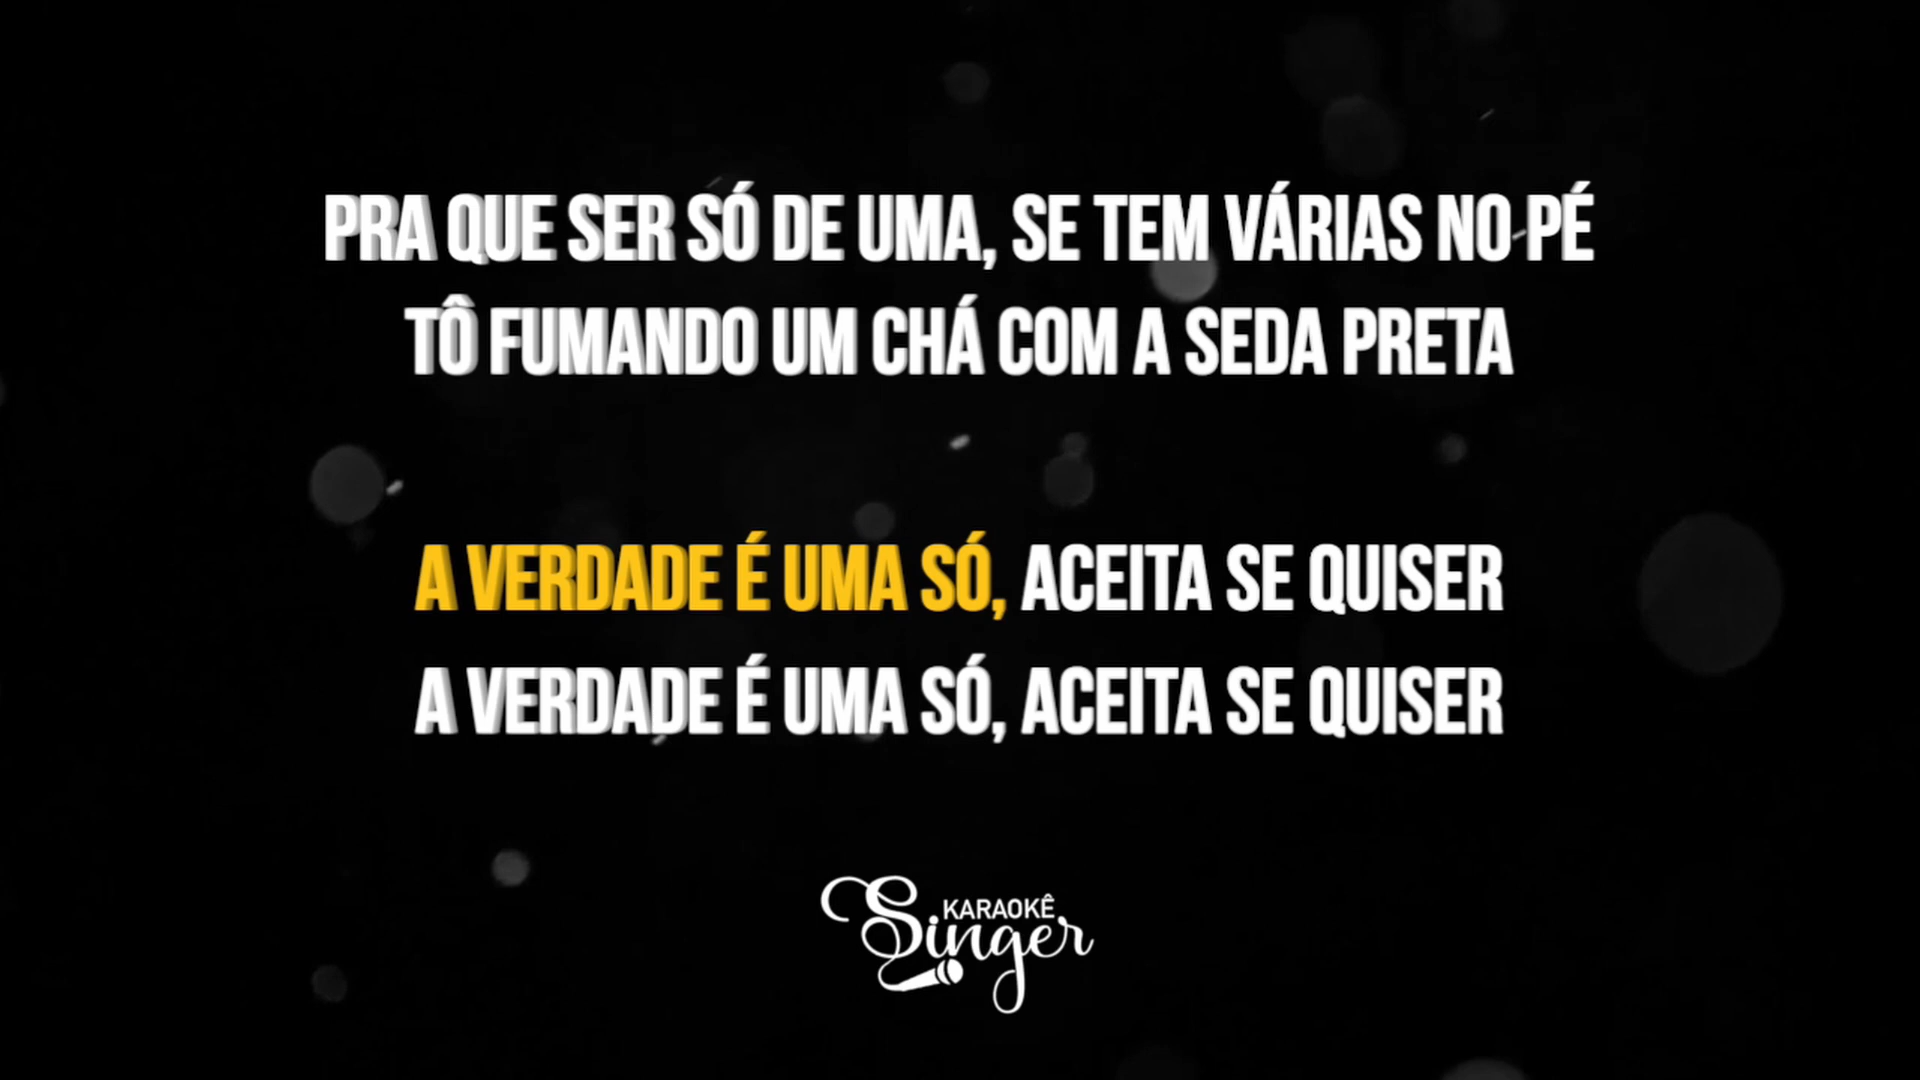 PRA QUE SER SÓ DE UMA, SE TEM VÁRIAS NO PÉ
TÔ FUMANDO UM CHÁ COM A SEDA PRETA
A VERDADE É UMA SÓ, ACEITA SE QUISER
A VERDADE É UMA SÓ, ACEITA SE QUISER
KARAOKÊ
Singer